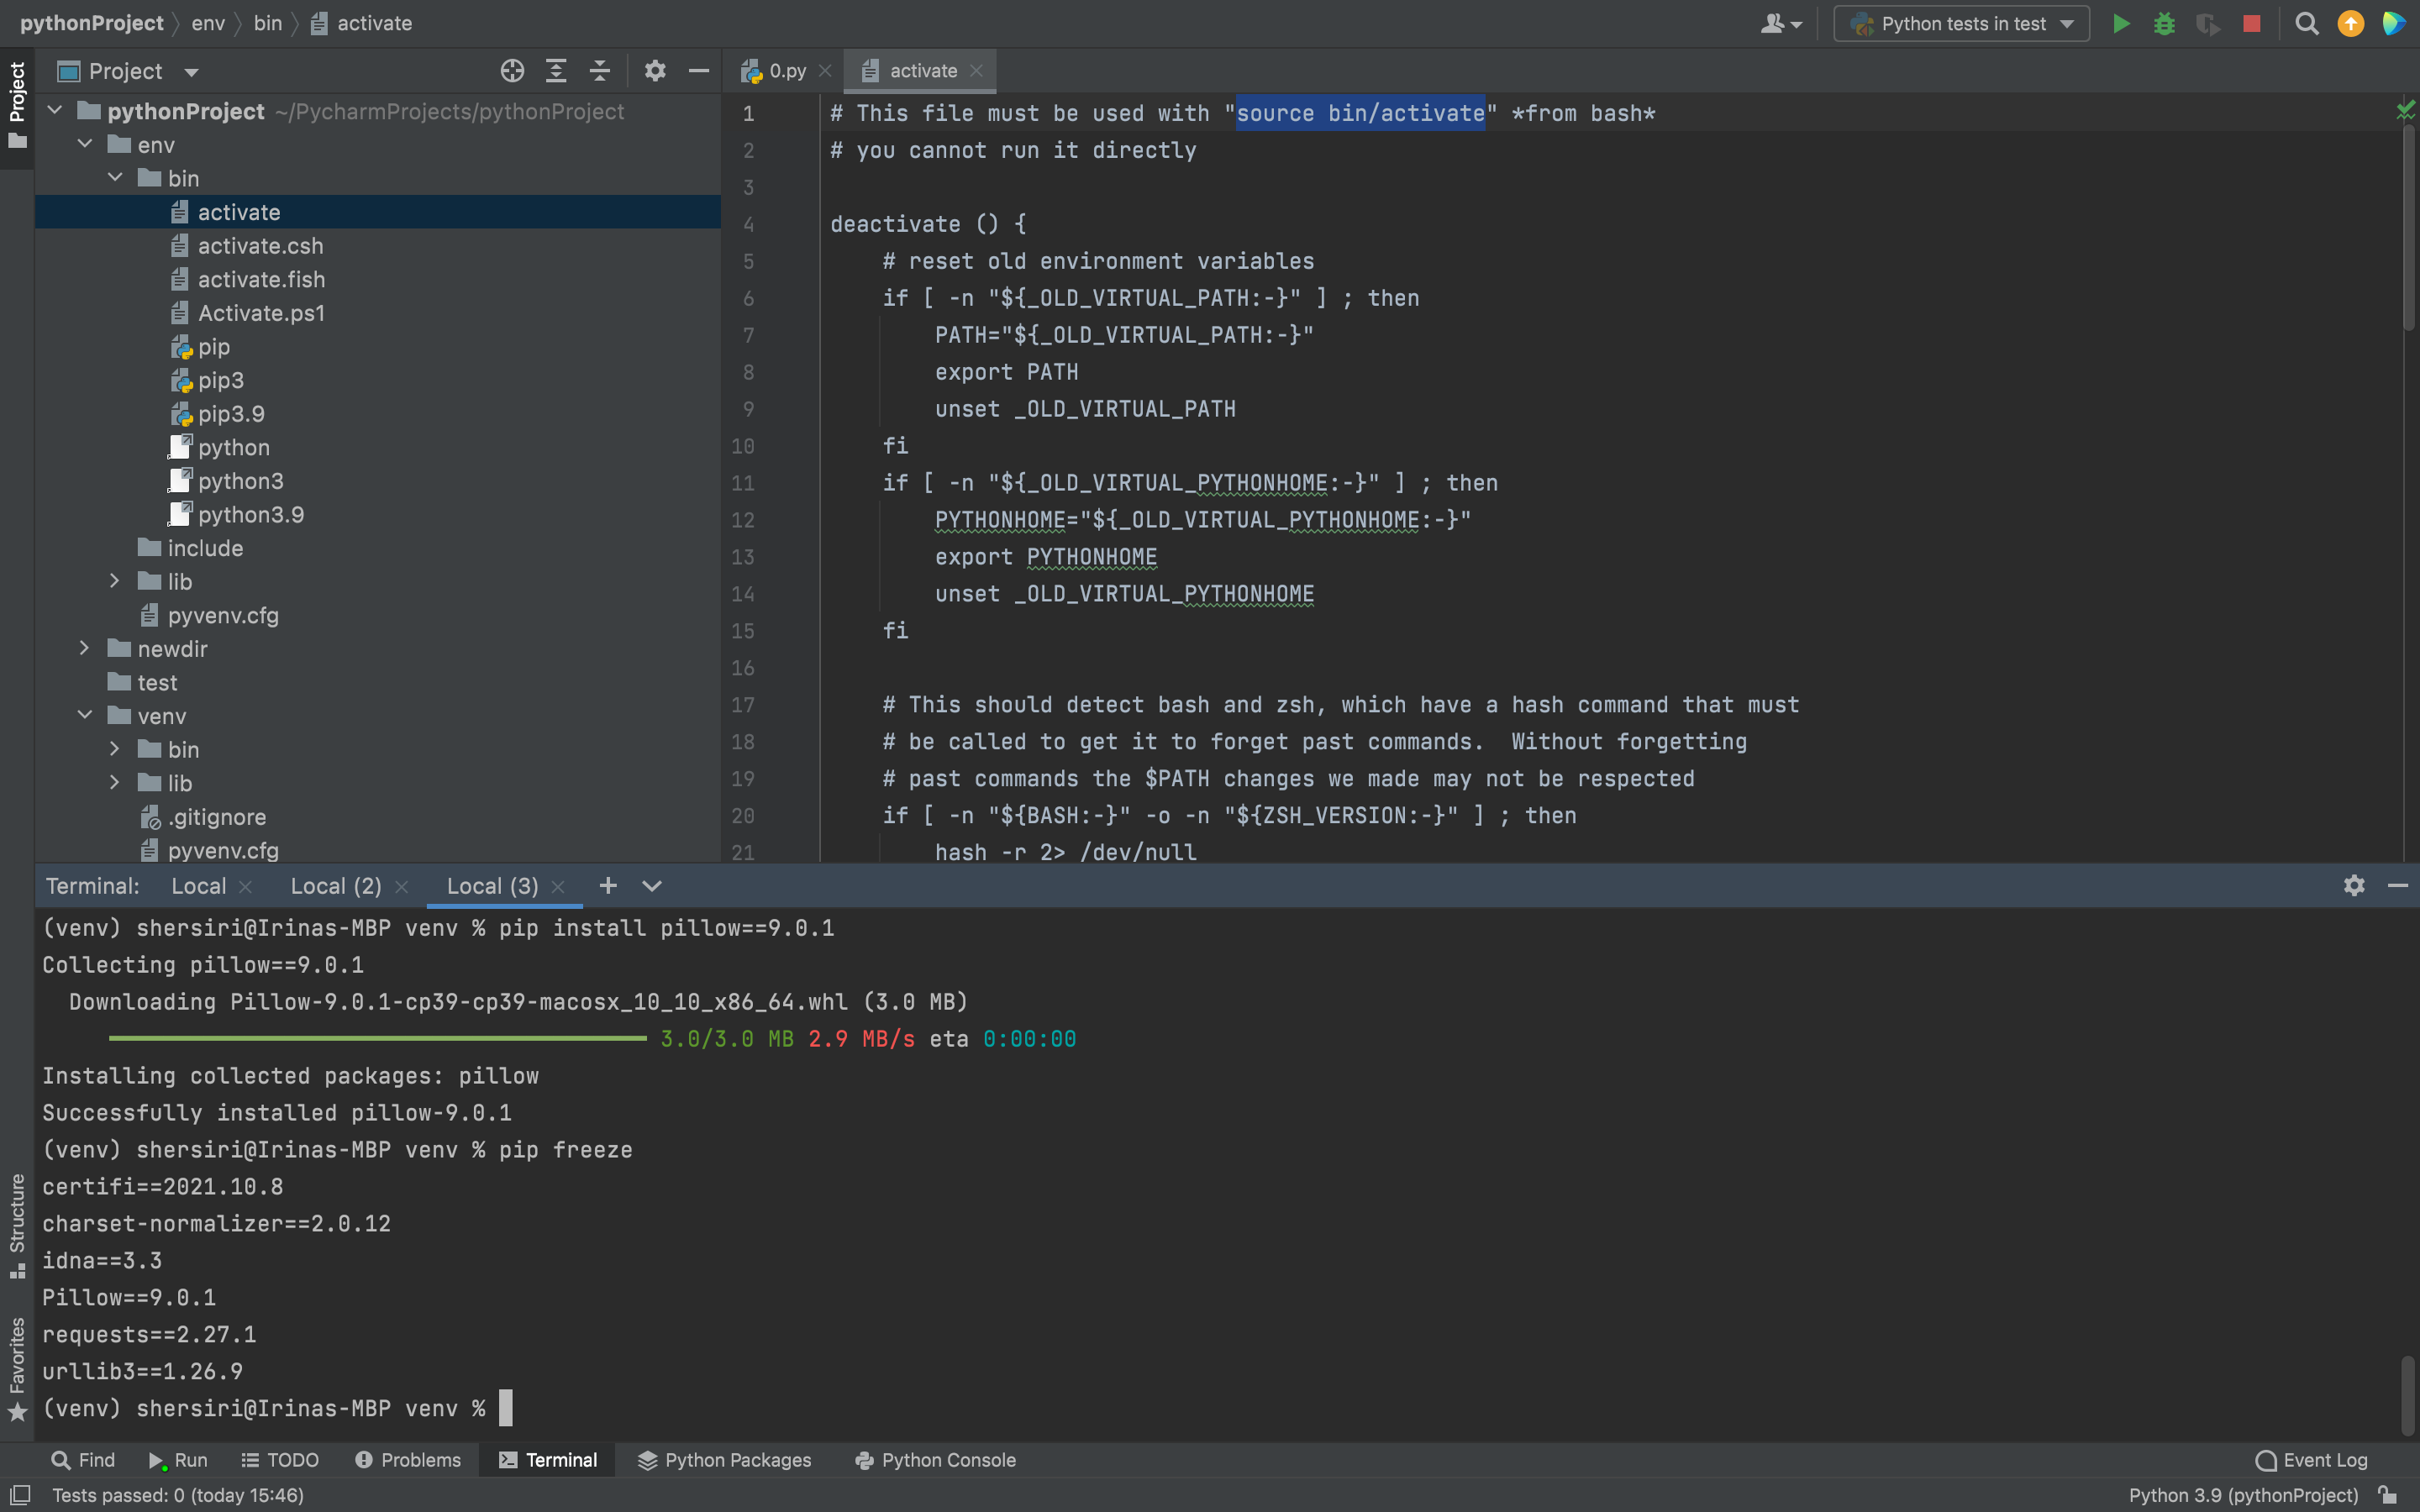 pythonProject env bin activate
Python tests in test
Project
Project
0.py
activate
pythonProject ~/PycharmProjects/pythonProject
env
bin
activate
activate.csh
activate.fish
Activate.ps1
pip
pip3
pip3.9
python
python3
python3.9
include
lib
pyvenv.cfg
newdir
test
venv
bin
lib
.gitignore
pyvenv.cfg
1 # This file must be used with "source bin/activate" *from bash*
2 # you cannot run it directly
3
4 deactivate () {
5     # reset old environment variables
6     if [ -n "${_OLD_VIRTUAL_PATH:-}" ] ; then
7         PATH="${_OLD_VIRTUAL_PATH:-}"
8         export PATH
9         unset _OLD_VIRTUAL_PATH
10     fi
11     if [ -n "${_OLD_VIRTUAL_PYTHONHOME:-}" ] ; then
12         PYTHONHOME="${_OLD_VIRTUAL_PYTHONHOME:-}"
13         export PYTHONHOME
14         unset _OLD_VIRTUAL_PYTHONHOME
15     fi
16
17     # This should detect bash and zsh, which have a hash command that must
18     # be called to get it to forget past commands.  Without forgetting
19     # past commands the $PATH changes we made may not be respected
20     if [ -n "${BASH:-}" -o -n "${ZSH_VERSION:-}" ] ; then
21         hash -r 2> /dev/null
Terminal: Local Local (2) Local (3)
(venv) shersiri@Irinas-MBP venv % pip install pillow==9.0.1
Collecting pillow==9.0.1
  Downloading Pillow-9.0.1-cp39-cp39-macosx_10_10_x86_64.whl (3.0 MB)
3.0/3.0 MB 2.9 MB/s eta 0:00:00
Installing collected packages: pillow
Successfully installed pillow-9.0.1
(venv) shersiri@Irinas-MBP venv % pip freeze
certifi==2021.10.8
charset-normalizer==2.0.12
idna==3.3
Pillow==9.0.1
requests==2.27.1
urllib3==1.26.9
(venv) shersiri@Irinas-MBP venv %
Structure
Favorites
Find Run TODO Problems Terminal Python Packages Python Console Event Log
Tests passed: 0 (today 15:46) Python 3.9 (pythonProject)